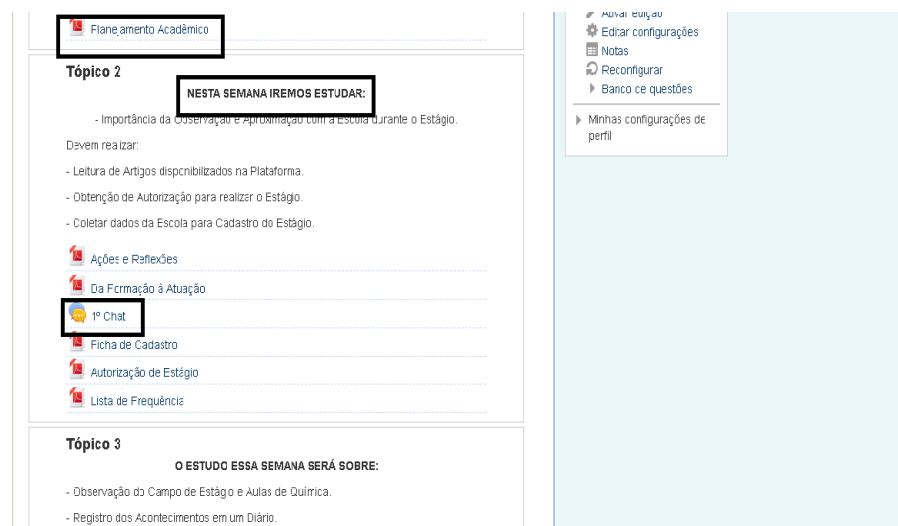 Planejamento Acadêmico
Tópico 2
NESTA SEMANA IREMOS ESTUDAR:
- Importância da Observação e Aproximação com a Escola durante o Estágio.
Devem realizar:
- Leitura de Artigos disponibilizados na Plataforma.
- Obtenção de Autorização para realizar o Estágio.
- Coletar dados da Escola para Cadastro do Estágio.
Ações e Reflexões
Da Formação à Atuação
1º Chat
Ficha de Cadastro
Autorização de Estágio
Lista de Frequência
Tópico 3
O ESTUDO ESSA SEMANA SERÁ SOBRE:
- Observação do Campo de Estágio e Aulas de Química.
- Registro dos Acontecimentos em um Diário.
Ativar edição
Editar configurações
Notas
Reconfigurar
Banco de questões
Minhas configurações de
perfil